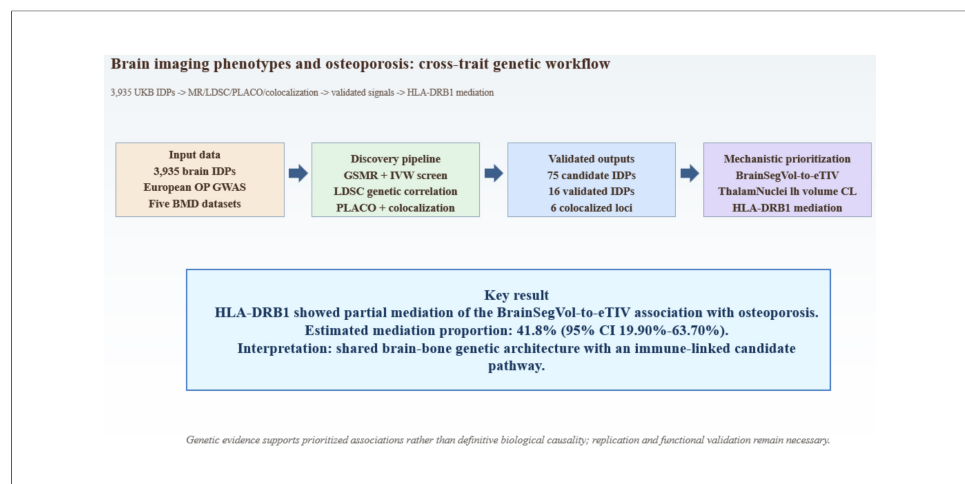 Brain imaging phenotypes and osteoporosis: cross-trait genetic workflow
3,935 UKB IDPs -> MR/LDSC/PLACO/colocalization -> validated signals -> HLA-DRB1 mediation
Input data
3,935 brain IDPs
European OP GWAS
Five BMD datasets
Discovery pipeline
GSMR + IVW screen
LDSC genetic correlation
PLACO + colocalization
Validated outputs
75 candidate IDPs
16 validated IDPs
6 colocalized loci
Mechanistic prioritization
BrainSegVol-to-eTIV
ThalamNuclei lh volume CL
HLA-DRB1 mediation
Key result
HLA-DRB1 showed partial mediation of the BrainSegVol-to-eTIV association with osteoporosis.
Estimated mediation proportion: 41.8% (95% CI 19.90%-63.70%).
Interpretation: shared brain-bone genetic architecture with an immune-linked candidate
pathway.
Genetic evidence supports prioritized associations rather than definitive biological causality; replication and functional validation remain necessary.